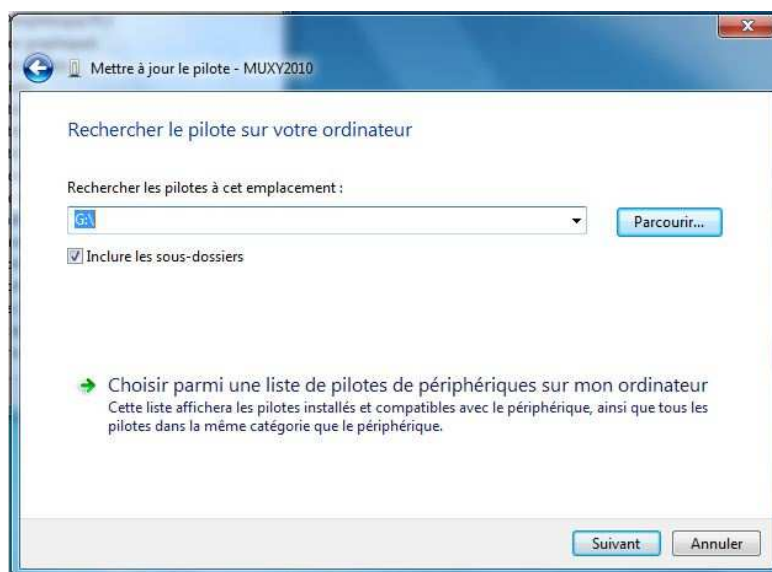 Mettre à jour le pilote - MUXY2010
Rechercher le pilote sur votre ordinateur
Rechercher les pilotes à cet emplacement :
G:\
Parcourir...
Inclure les sous-dossiers
Choisir parmi une liste de pilotes de périphériques sur mon ordinateur
Cette liste affichera les pilotes installés et compatibles avec le périphérique, ainsi que tous les
pilotes dans la même catégorie que le périphérique.
Suivant
Annuler